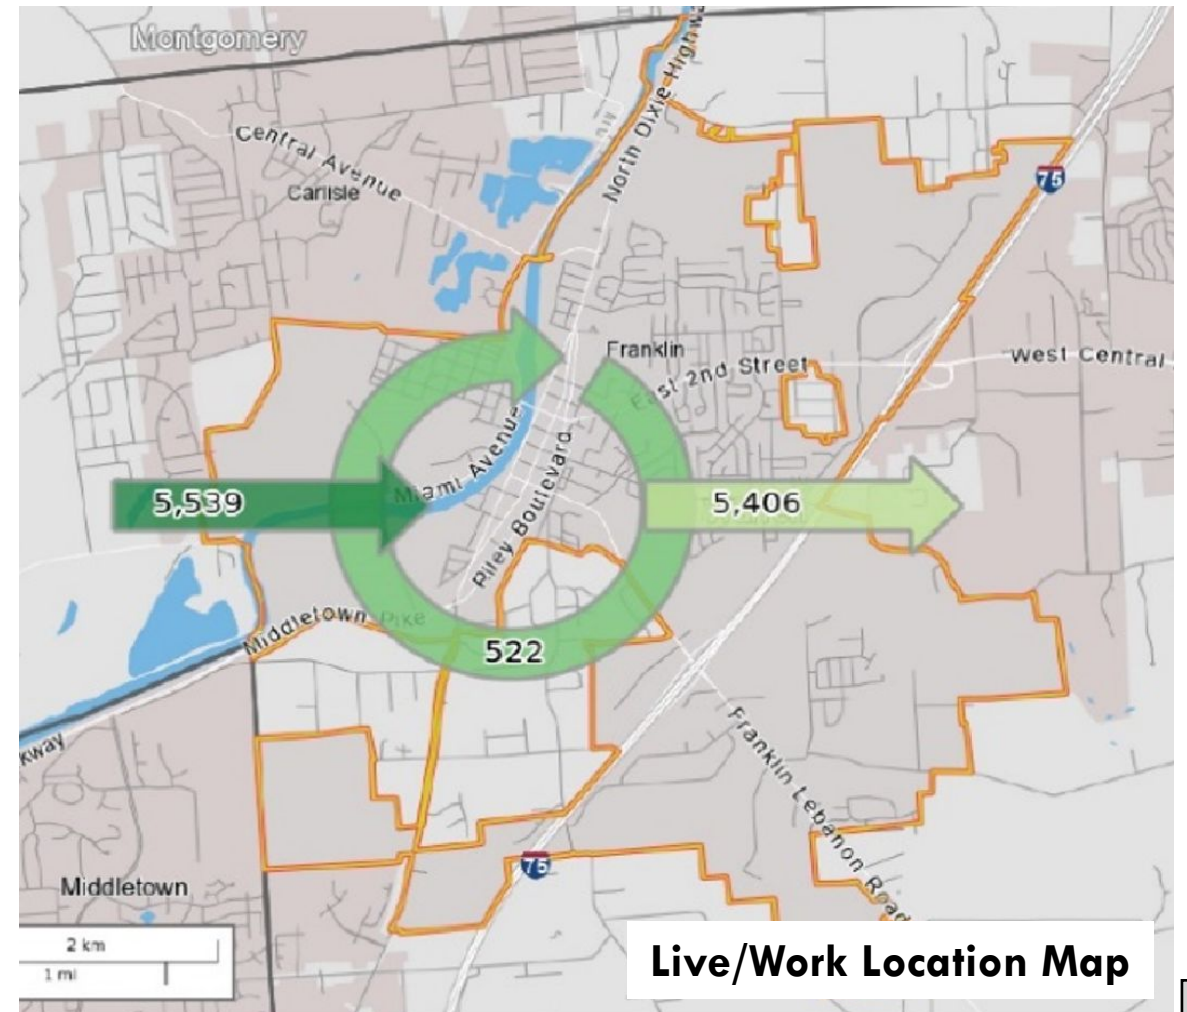 Montgomery
North Dixie Highwa
Central Avenue
Carlisle
75
Franklin
East 2nd Street
West Central
Miami Avenue
Riley Boulevard
5,539
5,406
Middletown Pike
522
kway
Franklin Lebanon Road
75
Middletown
2 km
1 mi
Live/Work Location Map